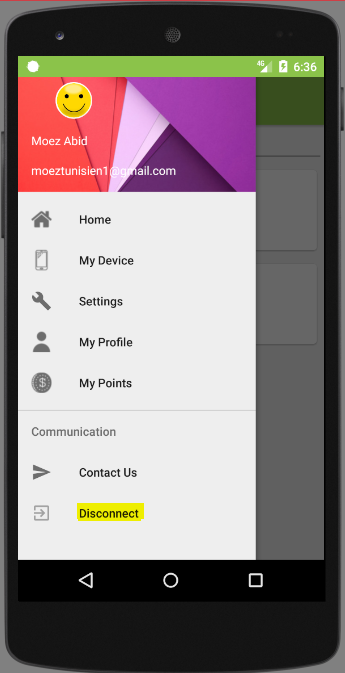 4G 6:36
Moez Abid
moeztunisien1@gmail.com
Home
My Device
Settings
My Profile
My Points
Communication
Contact Us
Disconnect